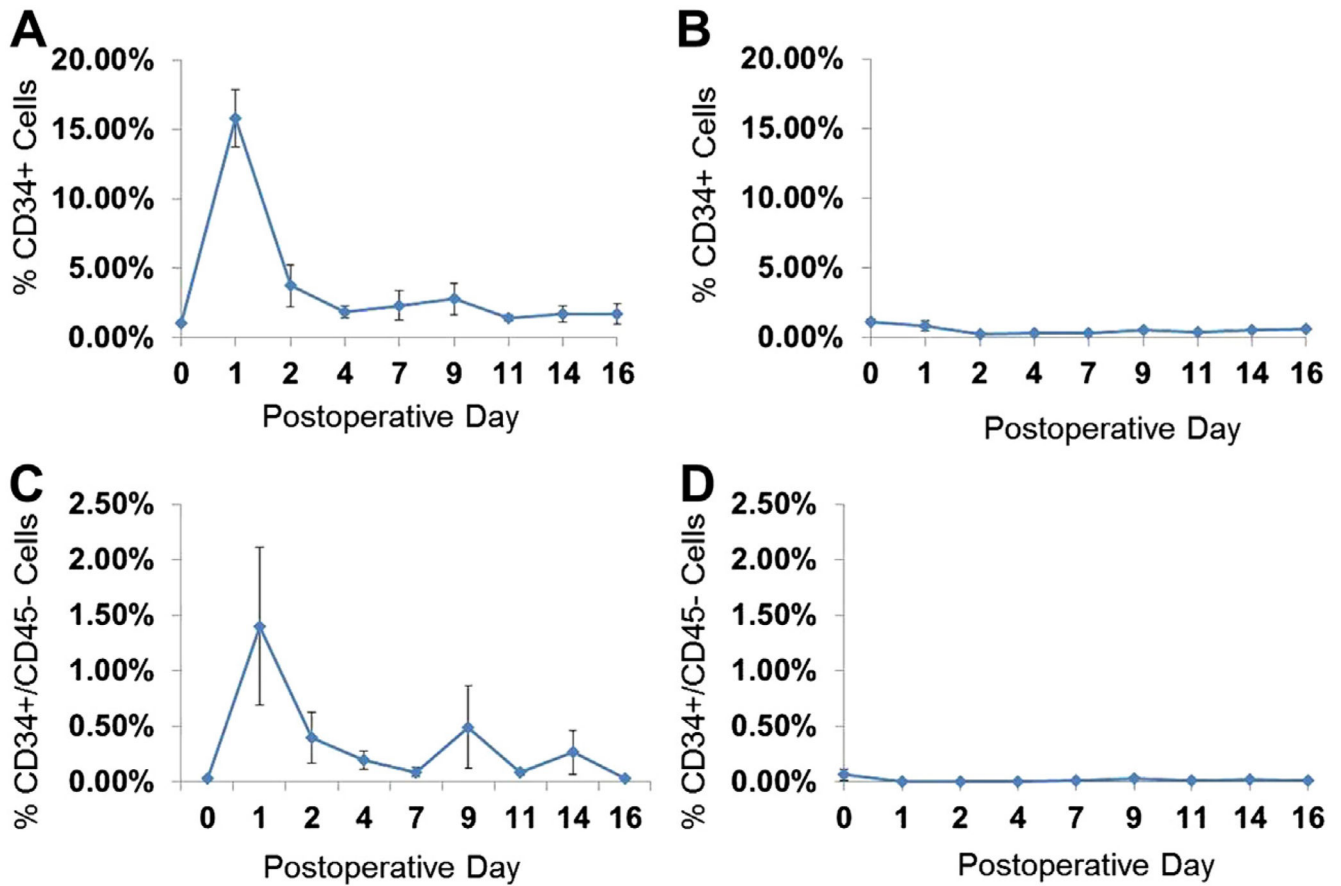 A
% CD34+ Cells
20.00%
15.00%
10.00%
5.00%
0.00%
0 1 2 4 7 9 11 14 16
Postoperative Day
B
% CD34+ Cells
20.00%
15.00%
10.00%
5.00%
0.00%
0 1 2 4 7 9 11 14 16
Postoperative Day
C
% CD34+/CD45- Cells
2.50%
2.00%
1.50%
1.00%
0.50%
0.00%
0 1 2 4 7 9 11 14 16
Postoperative Day
D
% CD34+/CD45- Cells
2.50%
2.00%
1.50%
1.00%
0.50%
0.00%
0 1 2 4 7 9 11 14 16
Postoperative Day